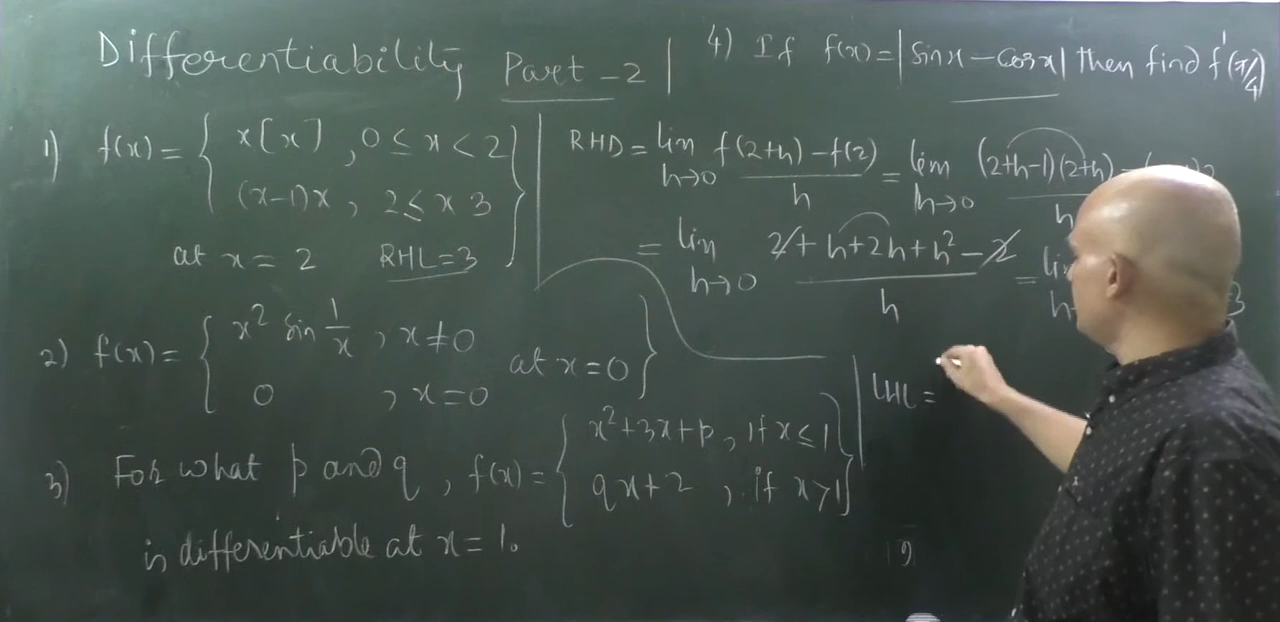 Differentiability Part - 2
4) If f(x) = |sinx - cosx| then find f'(π/4)
1) f(x) = { x[x] , 0 ≤ x < 2
(x-1)x , 2 ≤ x 3 }
at x = 2 RHL = 3
RHD = lim h→0 f(2+h) - f(2) / h = lim h→0 (2+h-1)(2+h) -
= lim h→0 2 + h + 2h + h² - 2 / h =
2) f(x) = { x² sin 1/x , x ≠ 0
0 , x = 0 } at x = 0
LHL =
3) For what p and q , f(x) = { x² + 3x + p , if x ≤ 1
qx + 2 , if x > 1 }
is differentiable at x = 1.